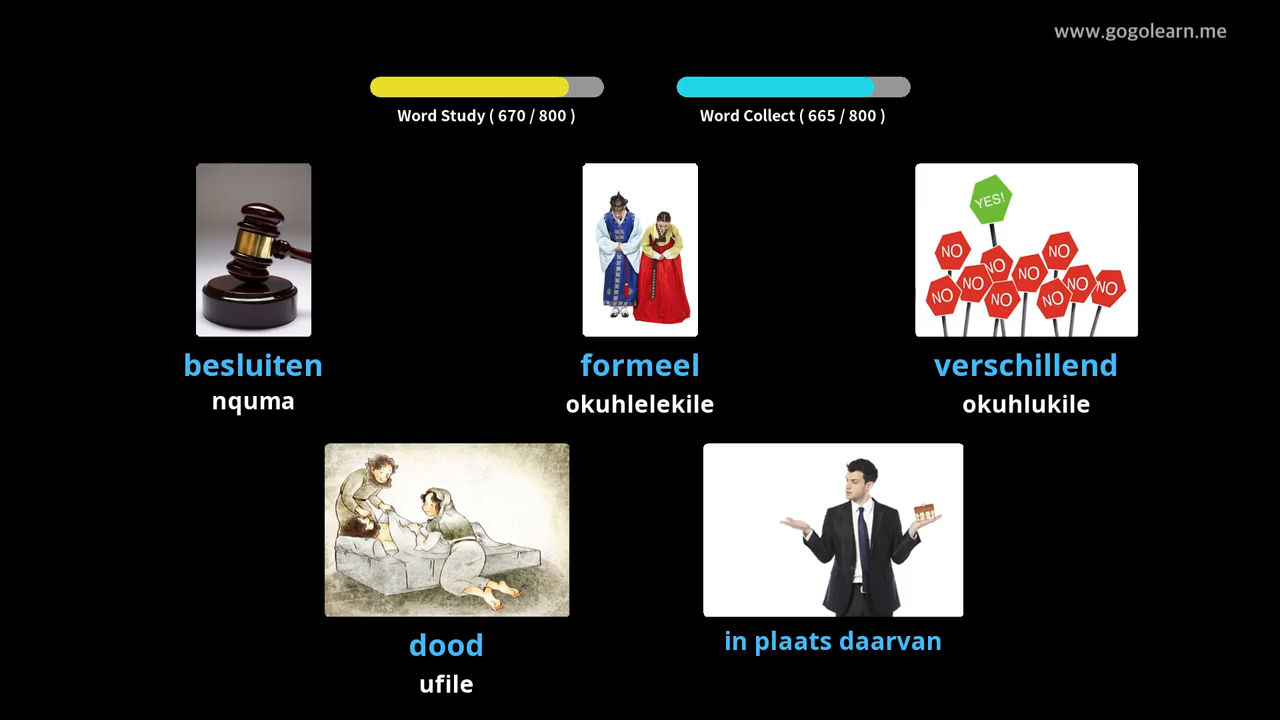 www.gogolearn.me
Word Study ( 670 / 800 )
Word Collect ( 665 / 800 )
YES!
NO
NO
NO
NO
NO
NO
NO
NO
NO
NO
besluiten
nquma
formeel
okuhlelekile
verschillend
okuhlukile
dood
ufile
in plaats daarvan